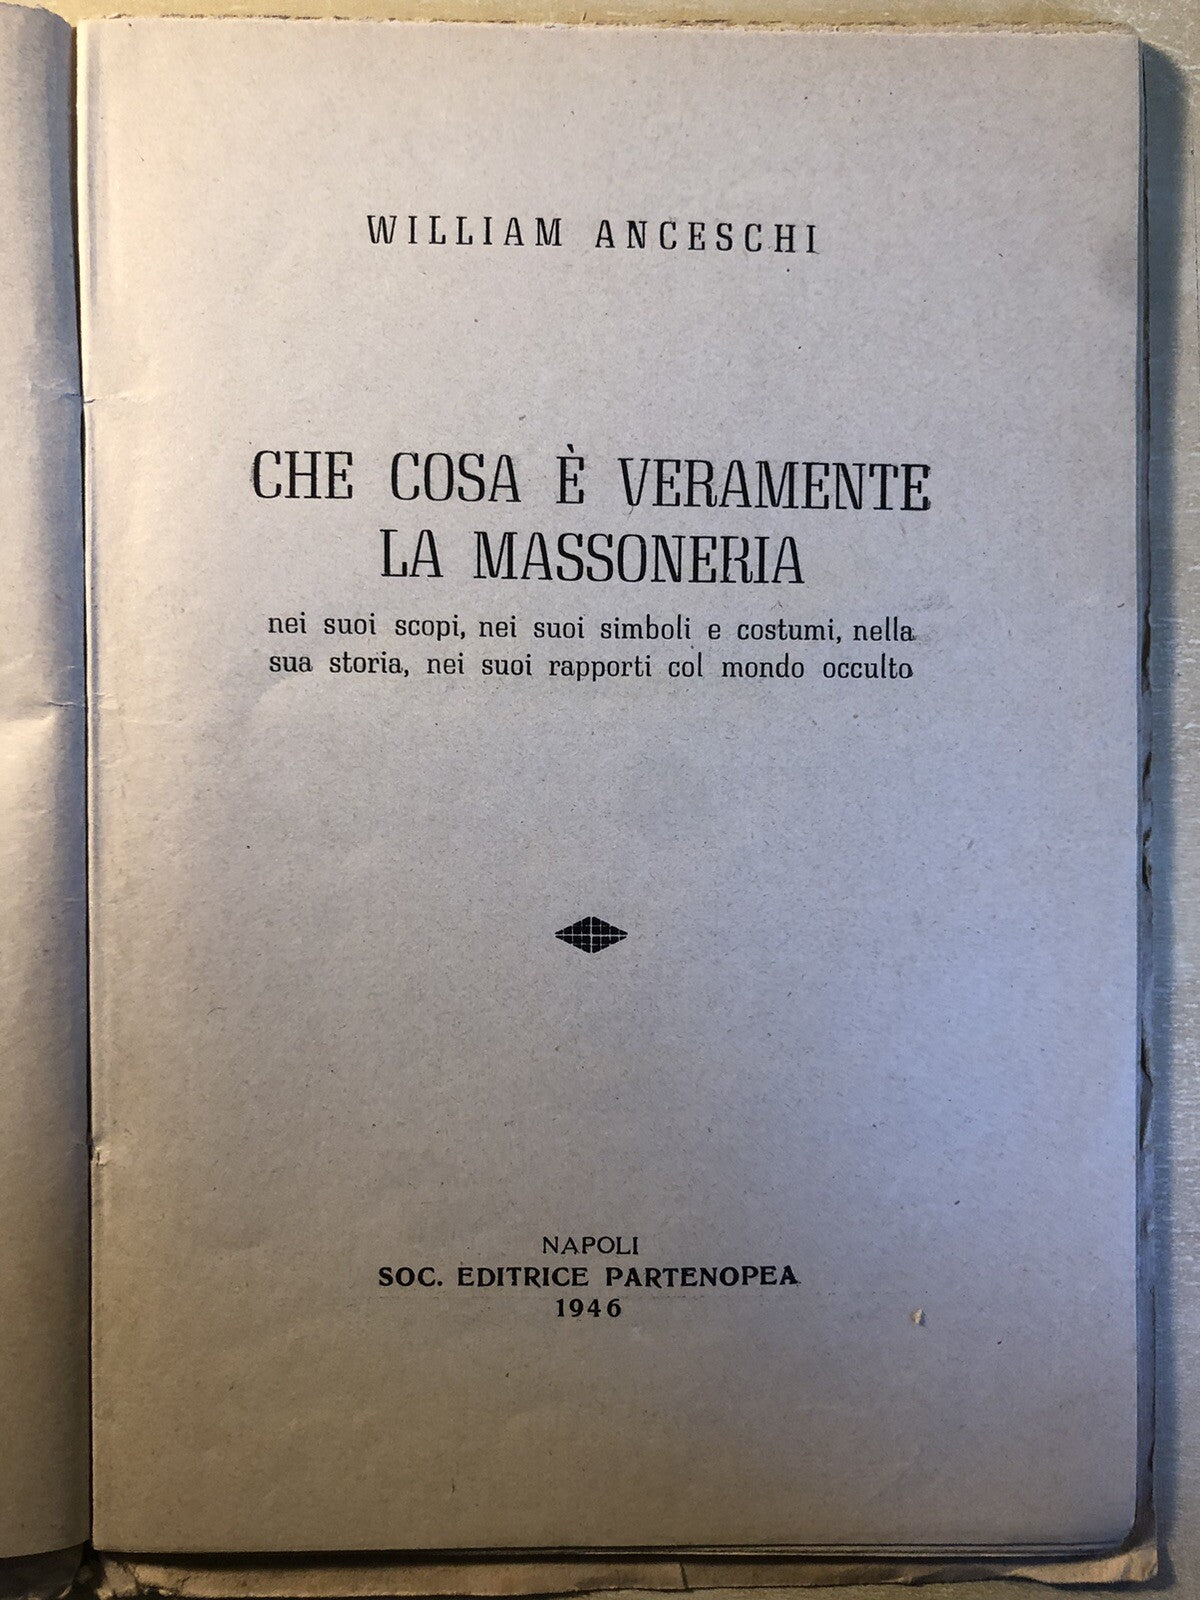 WILLIAM ANCESCHI
CHE COSA È VERAMENTE
LA MASSONERIA
nei suoi scopi, nei suoi simboli e costumi, nella
sua storia, nei suoi rapporti col mondo occulto
NAPOLI
SOC. EDITRICE PARTENOPEA
1946